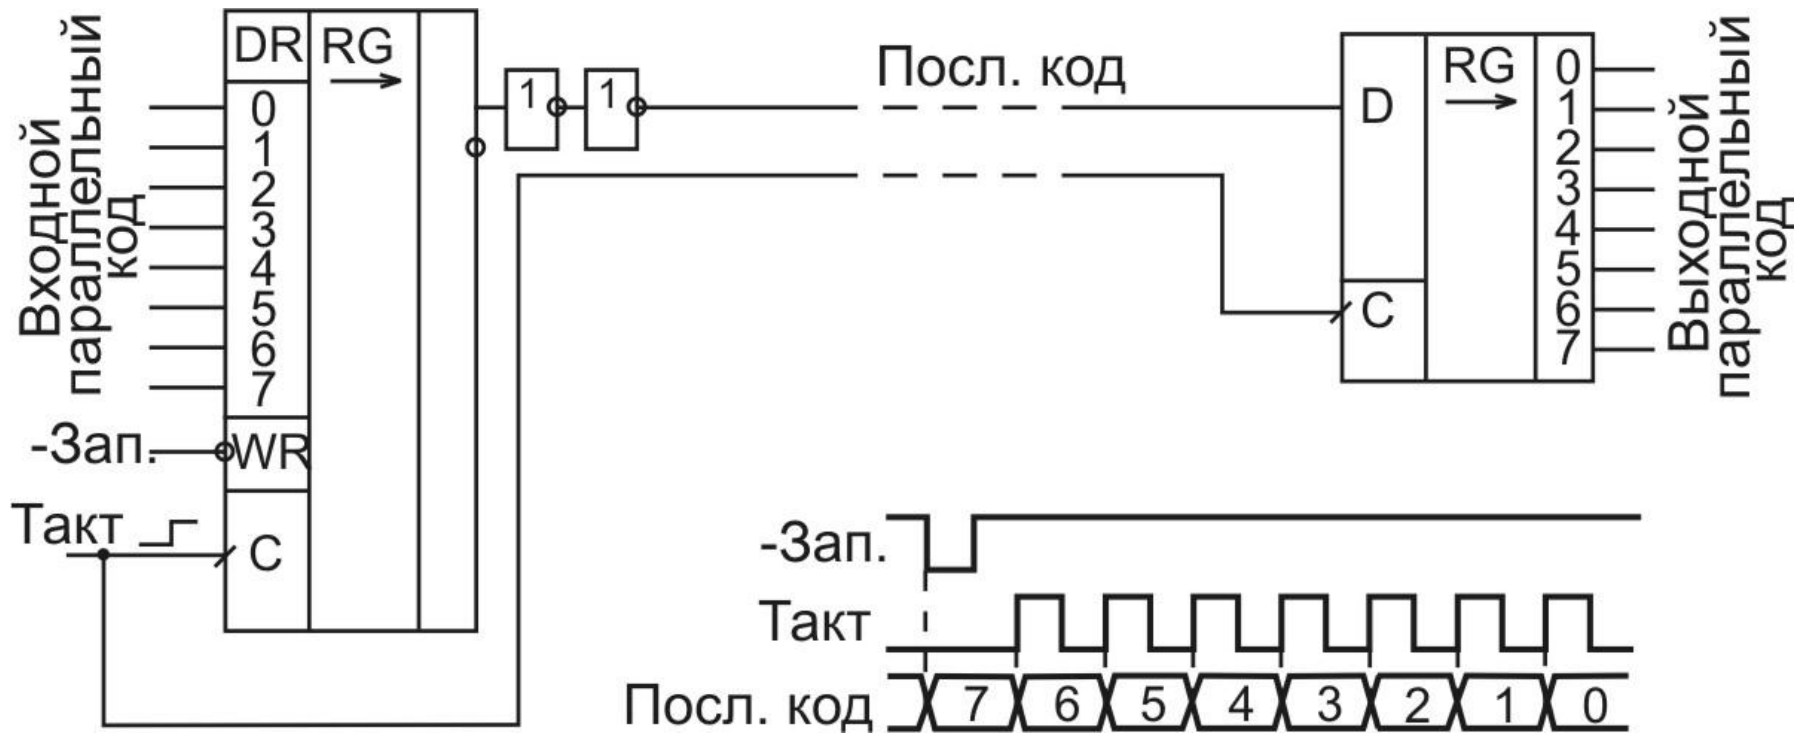 Входной
параллельный
код
DR
RG
0
1
2
3
4
5
6
7
WR
C
-Зап.
Такт
1
1
Посл. код
D
C
RG
0
1
2
3
4
5
6
7
Выходной
параллельный
код
-Зап.
Такт
Посл. код
7 6 5 4 3 2 1 0